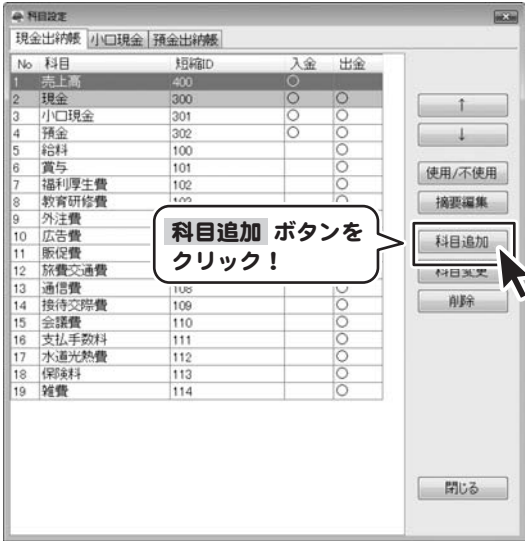 科目設定
現金出納帳 小口現金 預金出納帳
No 科目 短縮ID 入金 出金
1 売上高 400 ○
2 現金 300 ○ ○
3 小口現金 301 ○ ○
4 預金 302 ○ ○
5 給料 100 ○
6 賞与 101 ○
7 福利厚生費 102 ○
8 教育研修費
9 外注費
10 広告費
11 販促費
12 旅費交通費
13 通信費 108 ○
14 接待交際費 109 ○
15 会議費 110 ○
16 支払手数料 111 ○
17 水道光熱費 112 ○
18 保険料 113 ○
19 雑費 114 ○
↑
↓
使用/不使用
摘要編集
科目追加
科目変更
削除
閉じる
科目追加 ボタンを
クリック！